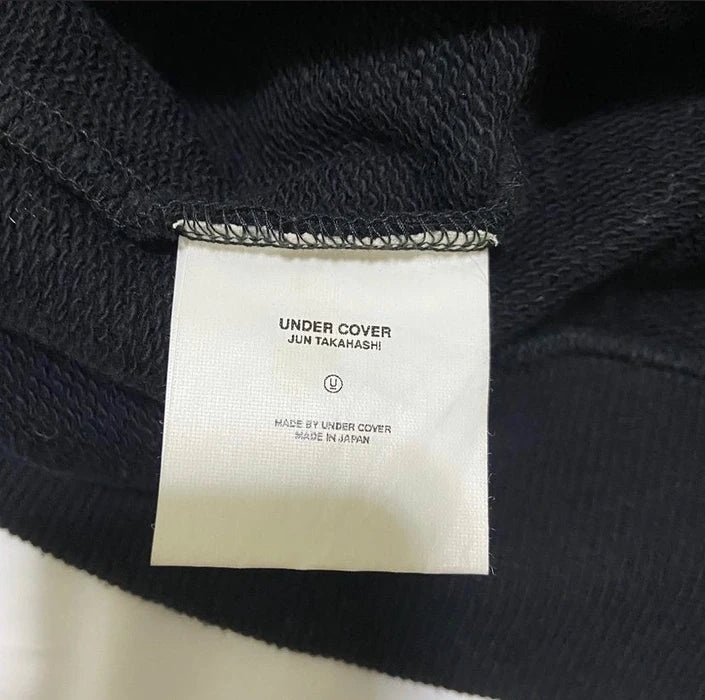 UNDER COVER
JUN TAKAHASHI
U
MADE BY UNDER COVER
MADE IN JAPAN